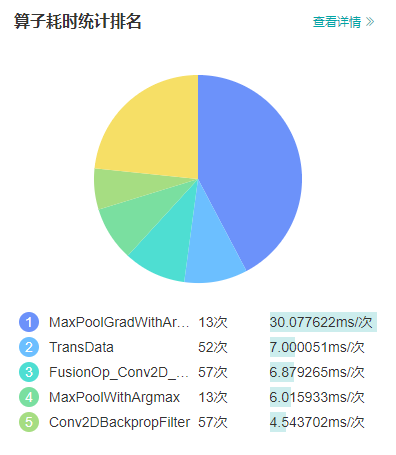 算子耗时统计排名 查看详情 》
1 MaxPoolGradWithAr... 13次 30.077622ms/次
2 TransData 52次 7.000051ms/次
3 FusionOp_Conv2D_... 57次 6.879265ms/次
4 MaxPoolWithArgmax 13次 6.015933ms/次
5 Conv2DBackpropFilter 57次 4.543702ms/次